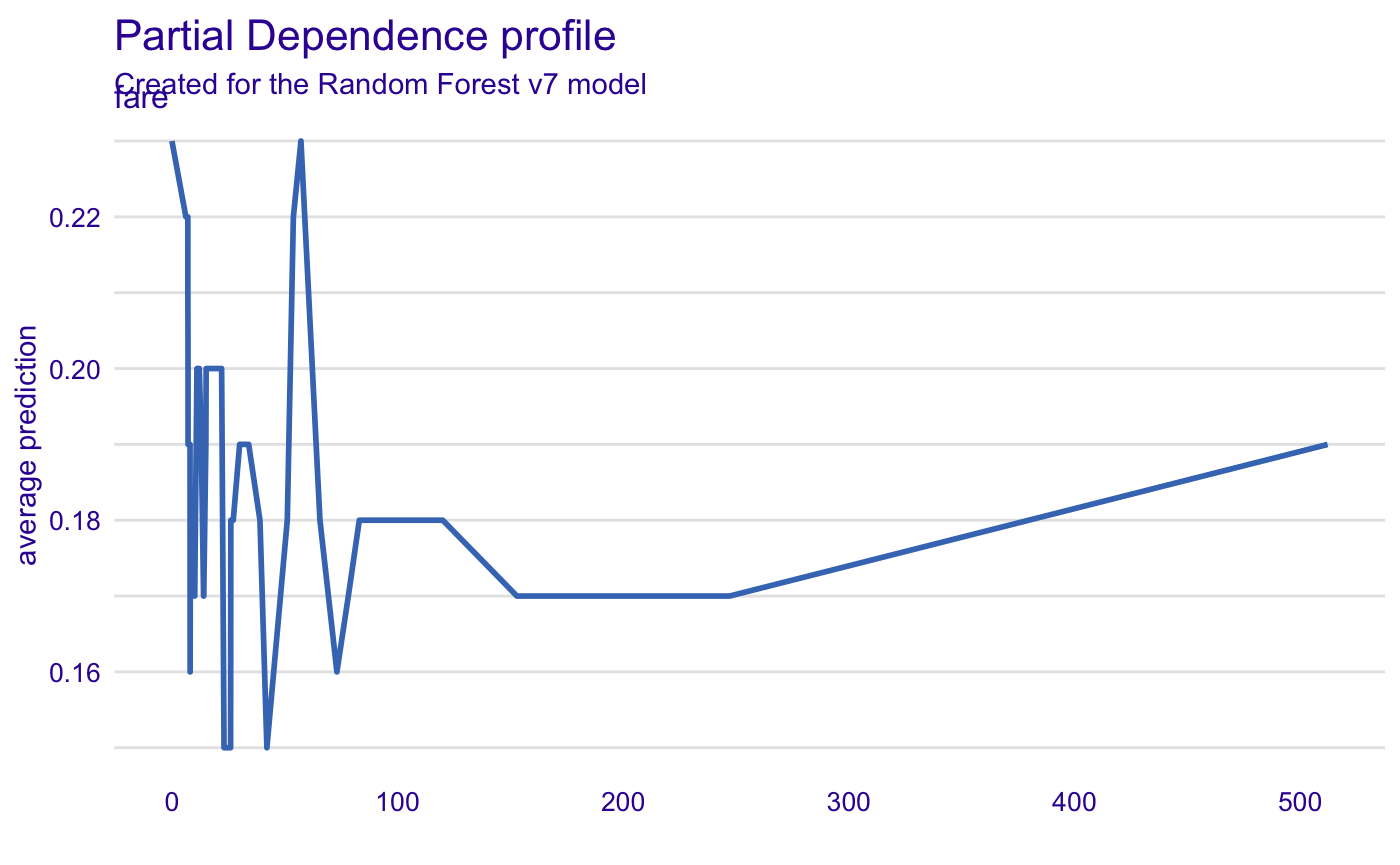 Partial Dependence profile
Created for the Random Forest v7 model
fare
average prediction
0.22
0.20
0.18
0.16
0
100
200
300
400
500